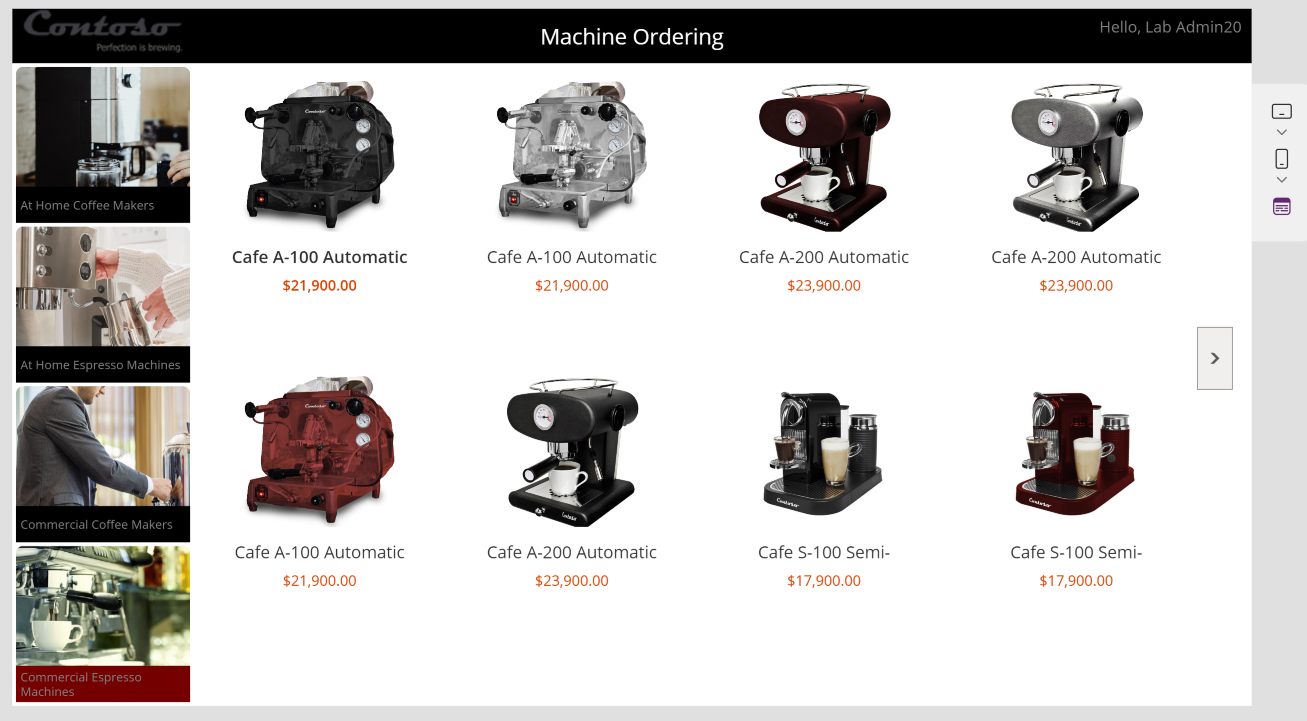 Contoso
Perfection is brewing.
Machine Ordering
Hello, Lab Admin20
At Home Coffee Makers
At Home Espresso Machines
Commercial Coffee Makers
Commercial Espresso
Machines
Cafe A-100 Automatic
$21,900.00
Cafe A-100 Automatic
$21,900.00
Cafe A-200 Automatic
$23,900.00
Cafe A-200 Automatic
$23,900.00
Cafe A-100 Automatic
$21,900.00
Cafe A-200 Automatic
$23,900.00
Cafe S-100 Semi-
$17,900.00
Cafe S-100 Semi-
$17,900.00